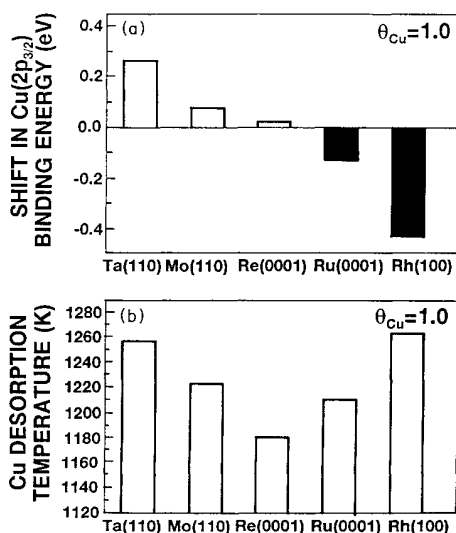 (a)
θCu=1.0
SHIFT IN Cu(2p3/2)
BINDING ENERGY (eV)
0.4
0.2
0.0
-0.2
-0.4
Ta(110) Mo(110) Re(0001) Ru(0001) Rh(100)
(b)
θCu=1.0
Cu DESORPTION
TEMPERATURE (K)
1280
1260
1240
1220
1200
1180
1160
1140
1120
Ta(110) Mo(110) Re(0001) Ru(0001) Rh(100)